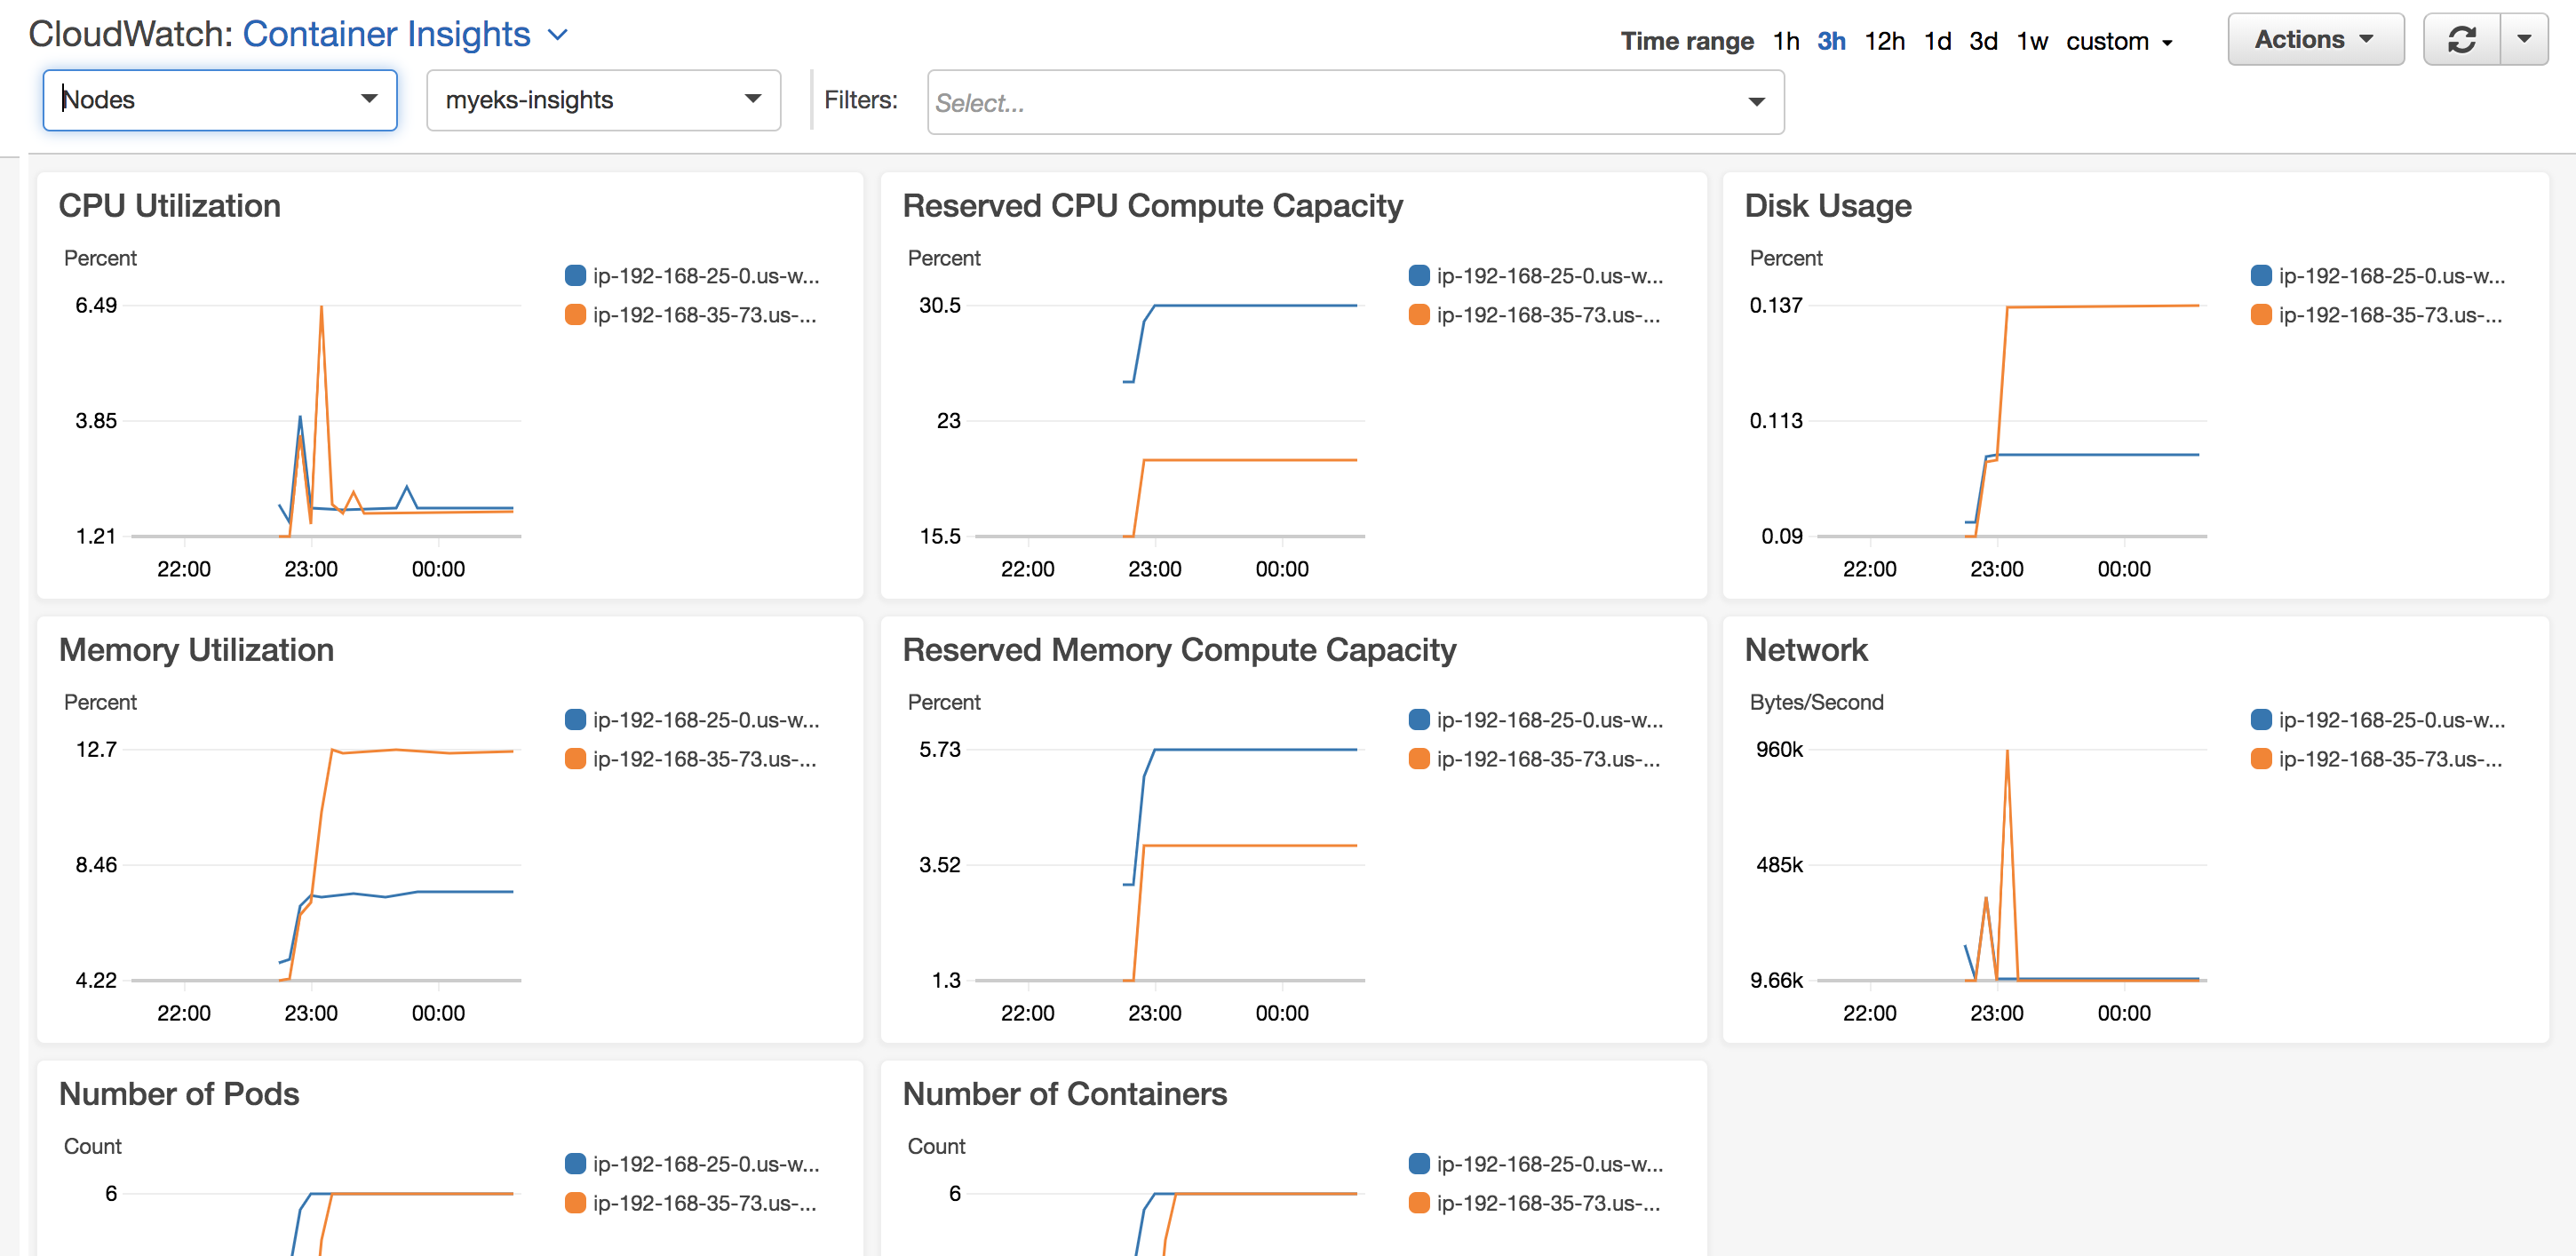 CloudWatch: Container Insights
Time range 1h 3h 12h 1d 3d 1w custom
Actions
Nodes
myeks-insights
Filters:
Select...
CPU Utilization
Percent
6.49
3.85
1.21
22:00 23:00 00:00
ip-192-168-25-0.us-w...
ip-192-168-35-73.us-...
Reserved CPU Compute Capacity
Percent
30.5
23
15.5
22:00 23:00 00:00
ip-192-168-25-0.us-w...
ip-192-168-35-73.us-...
Disk Usage
Percent
0.137
0.113
0.09
22:00 23:00 00:00
ip-192-168-25-0.us-w...
ip-192-168-35-73.us-...
Memory Utilization
Percent
12.7
8.46
4.22
22:00 23:00 00:00
ip-192-168-25-0.us-w...
ip-192-168-35-73.us-...
Reserved Memory Compute Capacity
Percent
5.73
3.52
1.3
22:00 23:00 00:00
ip-192-168-25-0.us-w...
ip-192-168-35-73.us-...
Network
Bytes/Second
960k
485k
9.66k
22:00 23:00 00:00
ip-192-168-25-0.us-w...
ip-192-168-35-73.us-...
Number of Pods
Count
6
ip-192-168-25-0.us-w...
ip-192-168-35-73.us-...
Number of Containers
Count
6
ip-192-168-25-0.us-w...
ip-192-168-35-73.us-...